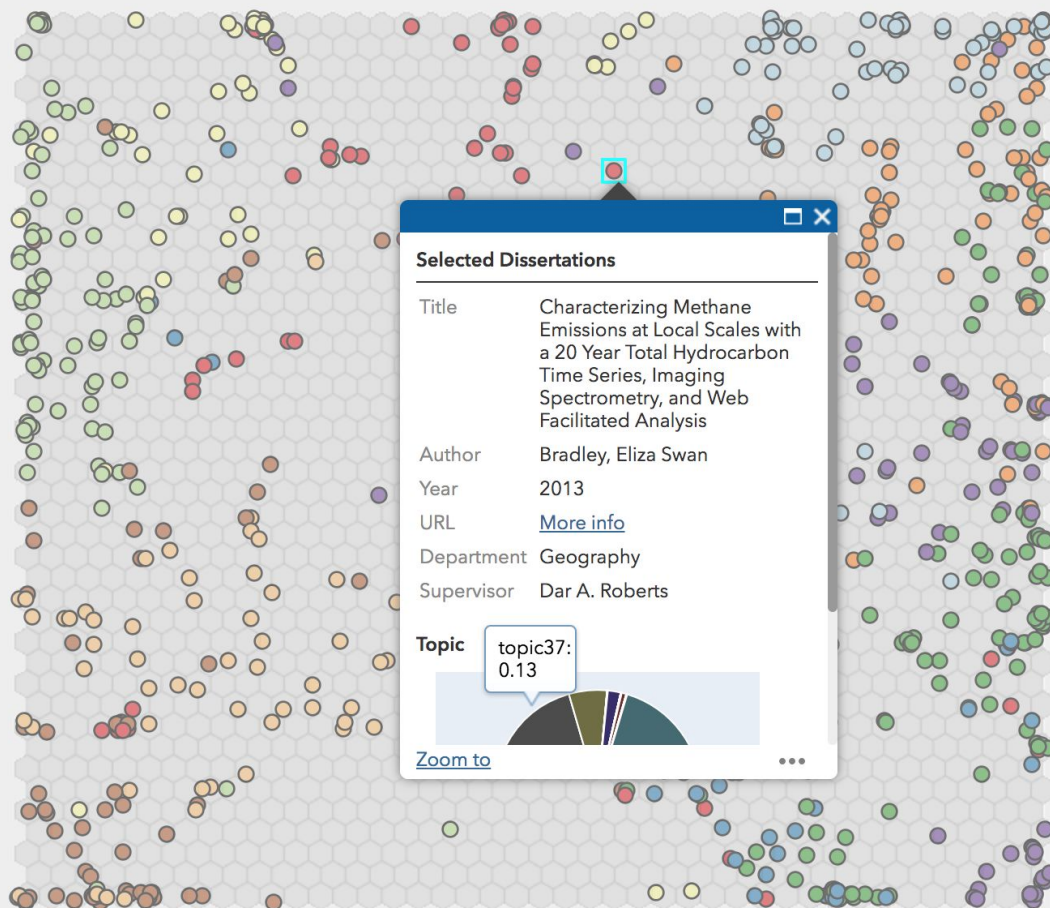 Selected Dissertations
Title Characterizing Methane
Emissions at Local Scales with
a 20 Year Total Hydrocarbon
Time Series, Imaging
Spectrometry, and Web
Facilitated Analysis
Author Bradley, Eliza Swan
Year 2013
URL More info
Department Geography
Supervisor Dar A. Roberts
Topic
topic37:
0.13
Zoom to